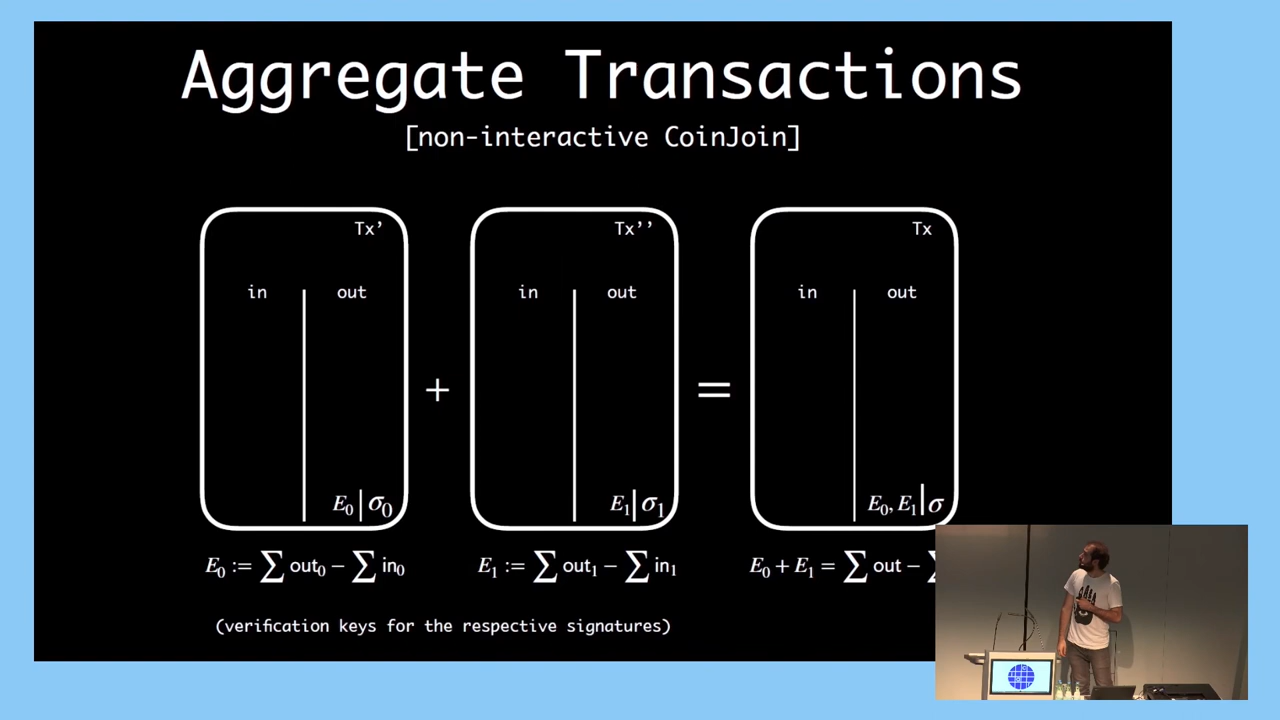 Aggregate Transactions
[non-interactive CoinJoin]
Tx’
in out
E₀ | σ₀
+
Tx’’
in out
E₁ | σ₁
=
Tx
in out
E₀, E₁ | σ
E₀ := ∑ out₀ − ∑ in₀
E₁ := ∑ out₁ − ∑ in₁
E₀ + E₁ = ∑ out −
(verification keys for the respective signatures)